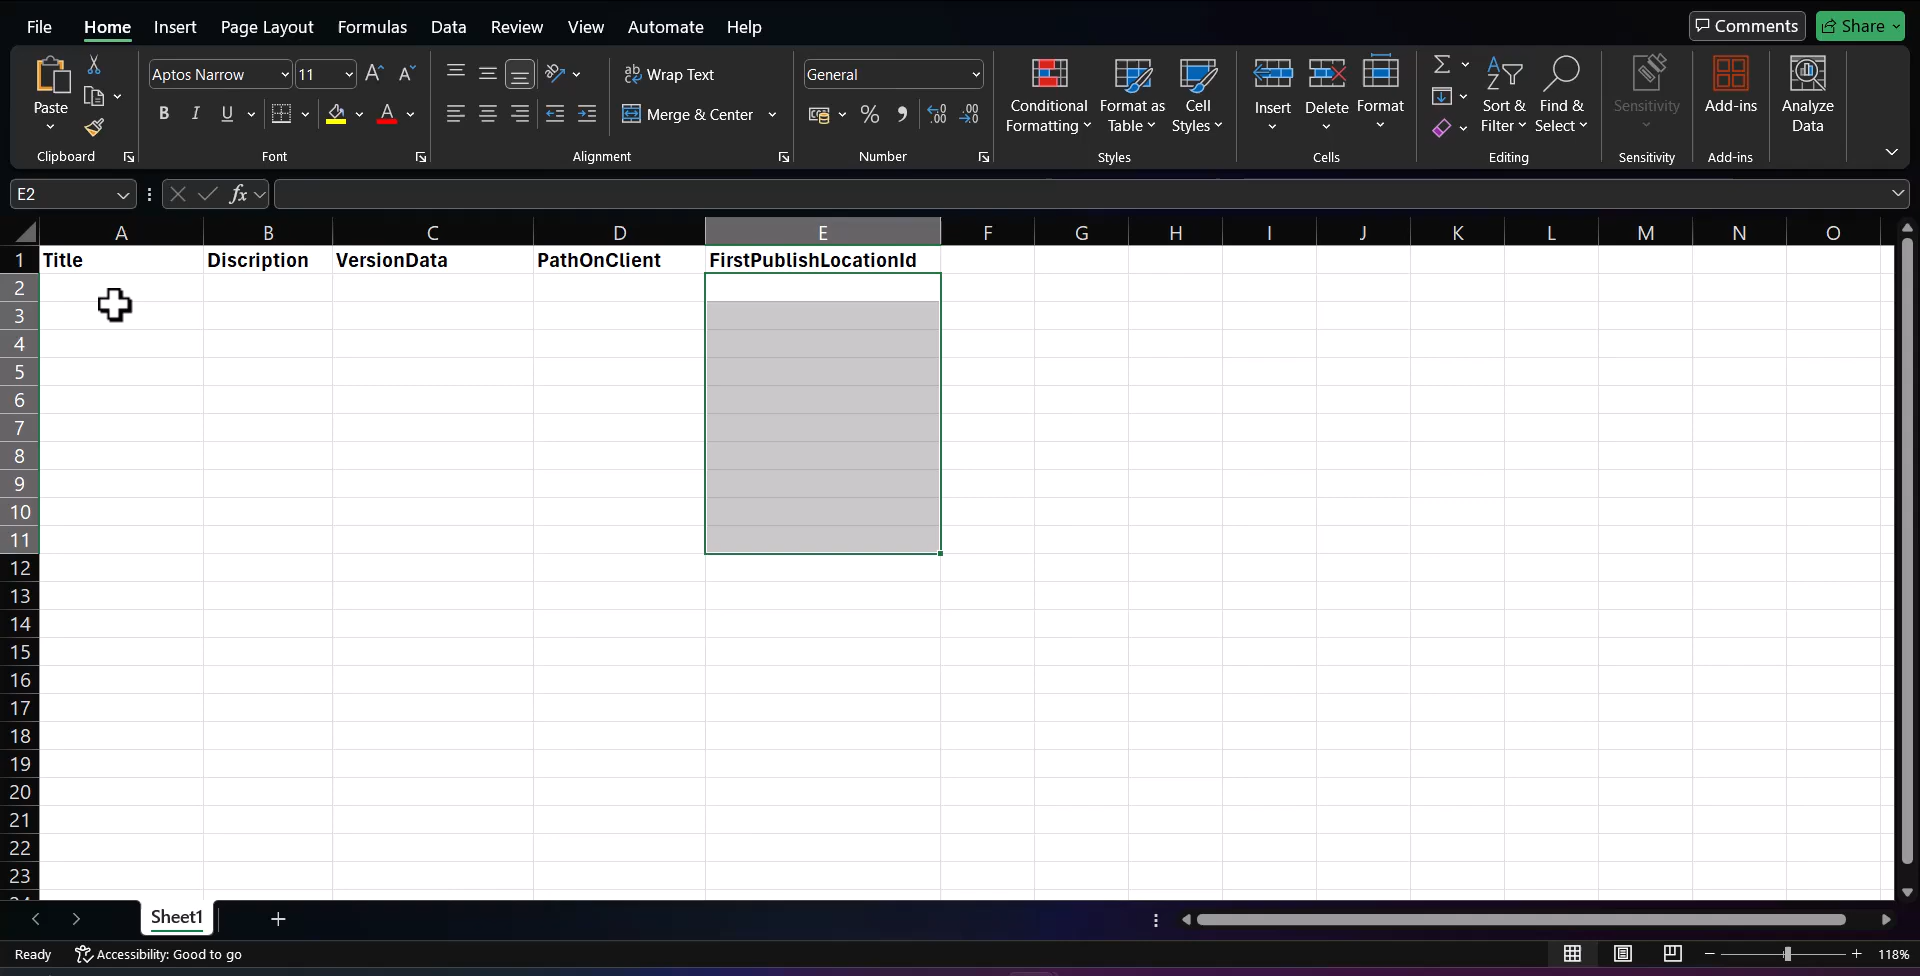 File Home Insert Page Layout Formulas Data Review View Automate Help Comments Share
Aptos Narrow 11 Wrap Text General
Paste B I U Merge & Center % Conditional Formatting Format as Table Cell Styles Insert Delete Format Sort & Filter Find & Select Sensitivity Add-ins Analyze Data
Clipboard Font Alignment Number Styles Cells Editing Sensitivity Add-ins
E2 fx
A B C D E F G H I J K L M N O
1 Title Discription VersionData PathOnClient FirstPublishLocationId
2
3
4
5
6
7
8
9
10
11
12
13
14
15
16
17
18
19
20
21
22
23
Sheet1
Ready Accessibility: Good to go 118%